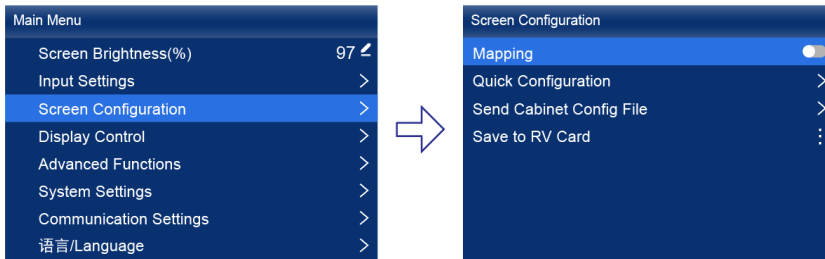 Main Menu
Screen Brightness(%) 97
Input Settings
Screen Configuration
Display Control
Advanced Functions
System Settings
Communication Settings
语言/Language
Screen Configuration
Mapping
Quick Configuration
Send Cabinet Config File
Save to RV Card